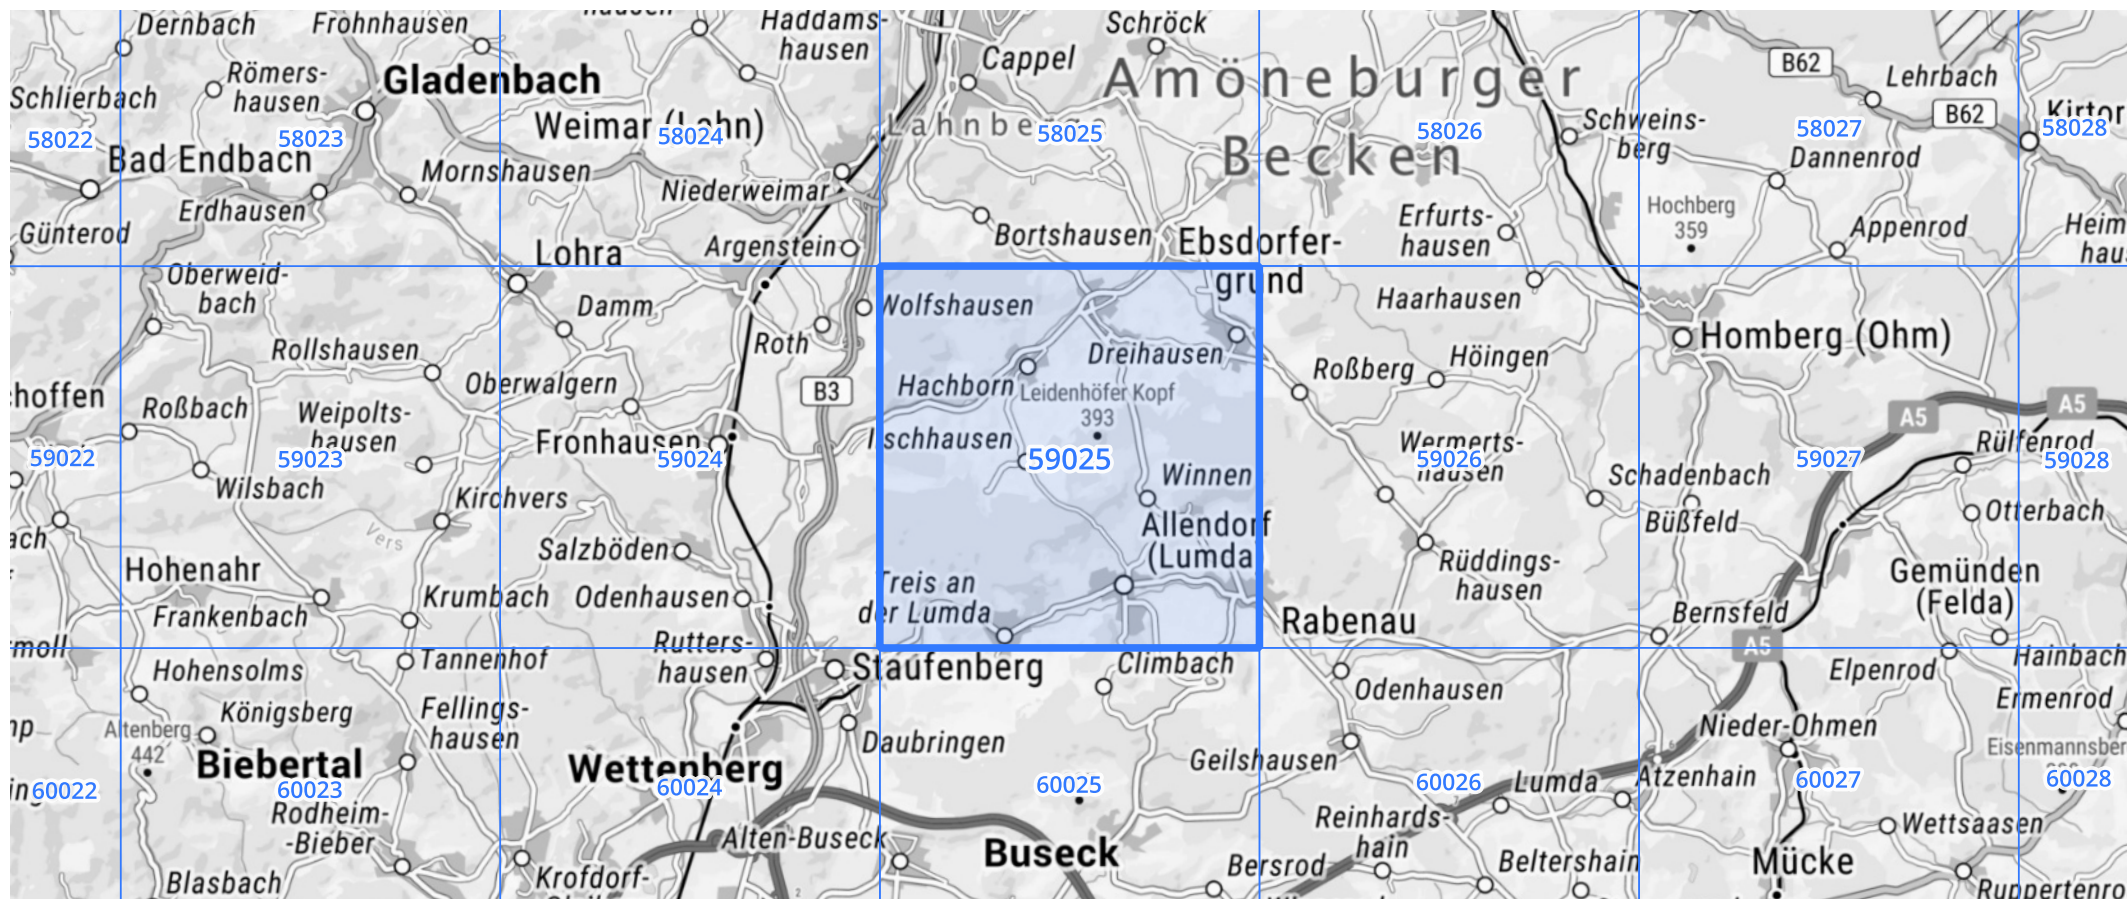 Dernbach
Frohnhausen
Haddams-
hausen
Schröck
Cappel
Römers-
hausen
Gladenbach
Amöneburger
Becken
B62
Lehrbach
B62
Schlierbach
Weimar (Lahn)
Schweins-
berg
58022
58023
58024
58025
58026
58027
58028
Bad Endbach
Mornshausen
Niederweimar
Dannenrod
Erdhausen
Günterod
Lohra
Argenstein
Bortshausen
Ebsdorfer-
grund
Erfurts-
hausen
Hochberg
359
Appenrod
Oberweid-
bach
Damm
Wolfshausen
Haarhausen
Roth
Rollshausen
Dreihausen
Roßberg
Höingen
Homberg (Ohm)
Oberwalgern
B3
Hachborn
Leidenhöfer Kopf
393
A5
A5
Roßbach
Weipolts-
hausen
Fronhausen
Wermerts-
hausen
Rülfenrod
59022
59023
59024
59025
59026
59027
59028
Wilsbach
Kirchvers
Winnen
Schadenbach
Vers
Allendorf
(Lumda
Büßfeld
Otterbach
Hohenahr
Salzböden
Rüddings-
hausen
Gemünden
(Felda)
Frankenbach
Krumbach
Odenhausen
Treis an
der Lumda
Rabenau
Bernsfeld
A5
Hohensolms
Tannenhof
Rutters-
hausen
Staufenberg
Climbach
Odenhausen
Elpenrod
Hainbach
Ermenrod
Altenberg
442
Königsberg
Fellings-
hausen
Daubringen
Geilshausen
Nieder-Ohmen
Biebertal
Wettenberg
Lumda
Atzenhain
60022
60023
60024
60025
60026
60027
60028
Rodheim-
-Bieber
Alten-Buseck
Buseck
Reinhards-
hain
Wettsaasen
Blasbach
Krofdorf-
Bersrod
Beltershain
Mücke
2